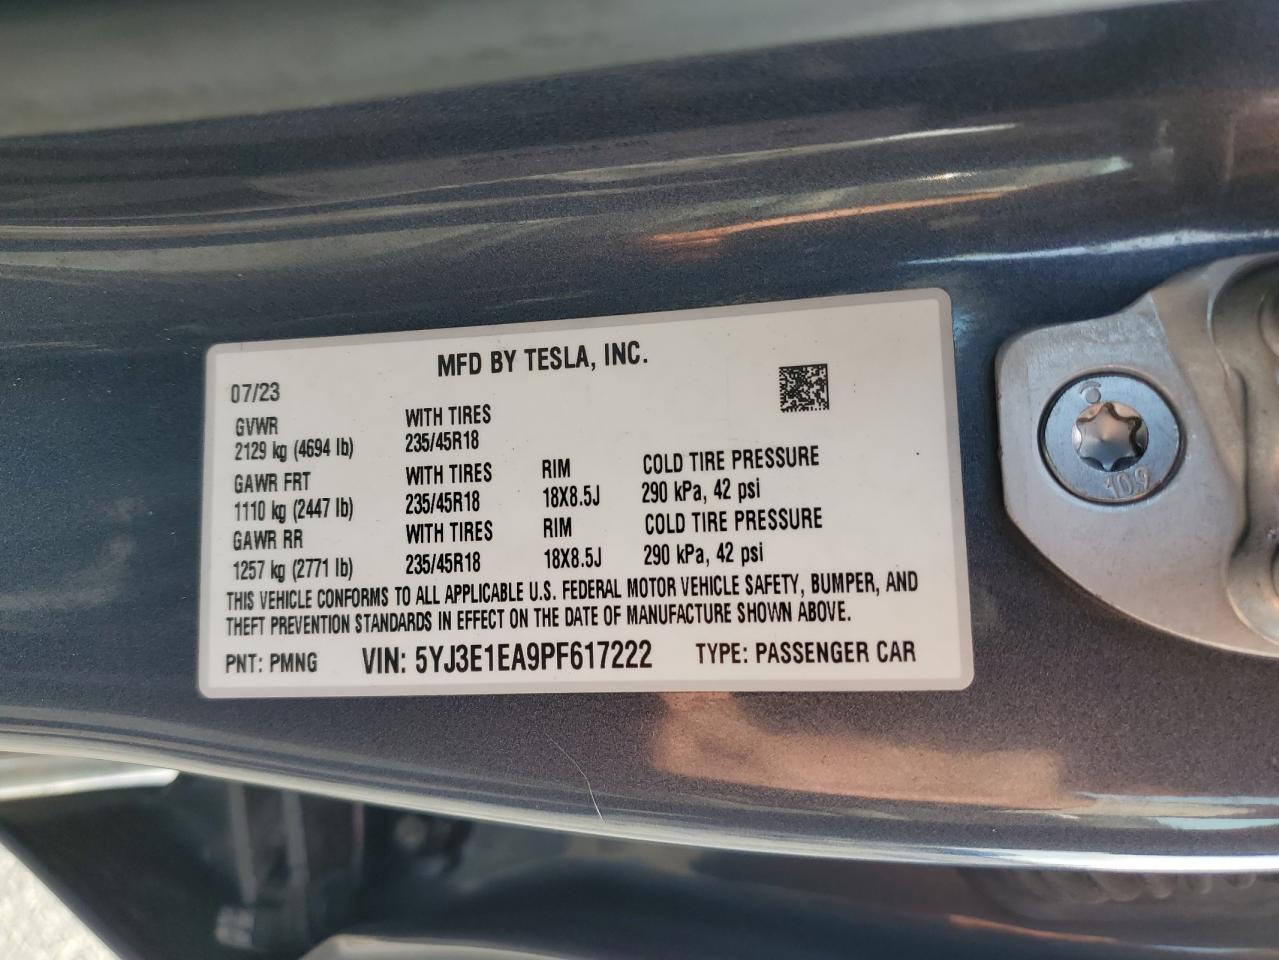 MFD BY TESLA, INC.
07/23
GVWR WITH TIRES
2129 kg (4694 lb) 235/45R18
GAWR FRT WITH TIRES RIM COLD TIRE PRESSURE
1110 kg (2447 lb) 235/45R18 18X8.5J 290 kPa, 42 psi
GAWR RR WITH TIRES RIM COLD TIRE PRESSURE
1257 kg (2771 lb) 235/45R18 18X8.5J 290 kPa, 42 psi
THIS VEHICLE CONFORMS TO ALL APPLICABLE U.S. FEDERAL MOTOR VEHICLE SAFETY, BUMPER, AND
THEFT PREVENTION STANDARDS IN EFFECT ON THE DATE OF MANUFACTURE SHOWN ABOVE.
PNT: PMNG VIN: 5YJ3E1EA9PF617222 TYPE: PASSENGER CAR